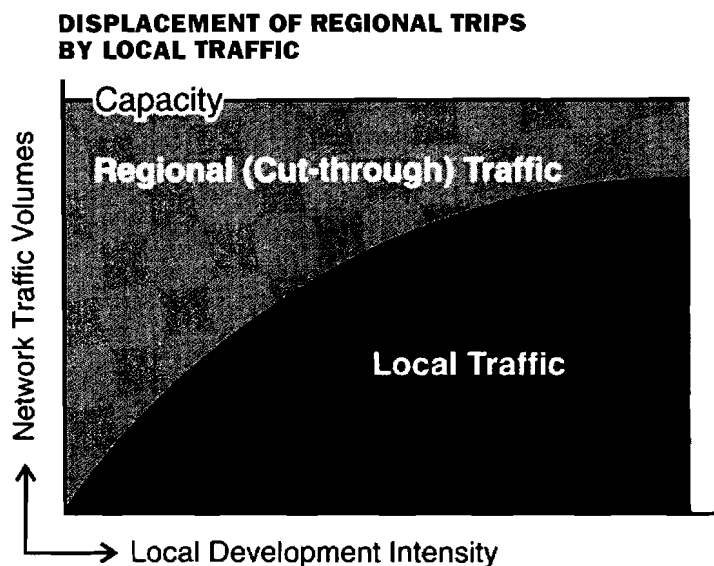 DISPLACEMENT OF REGIONAL TRIPS
BY LOCAL TRAFFIC
Capacity
Regional (Cut-through) Traffic
Local Traffic
Network Traffic Volumes
Local Development Intensity